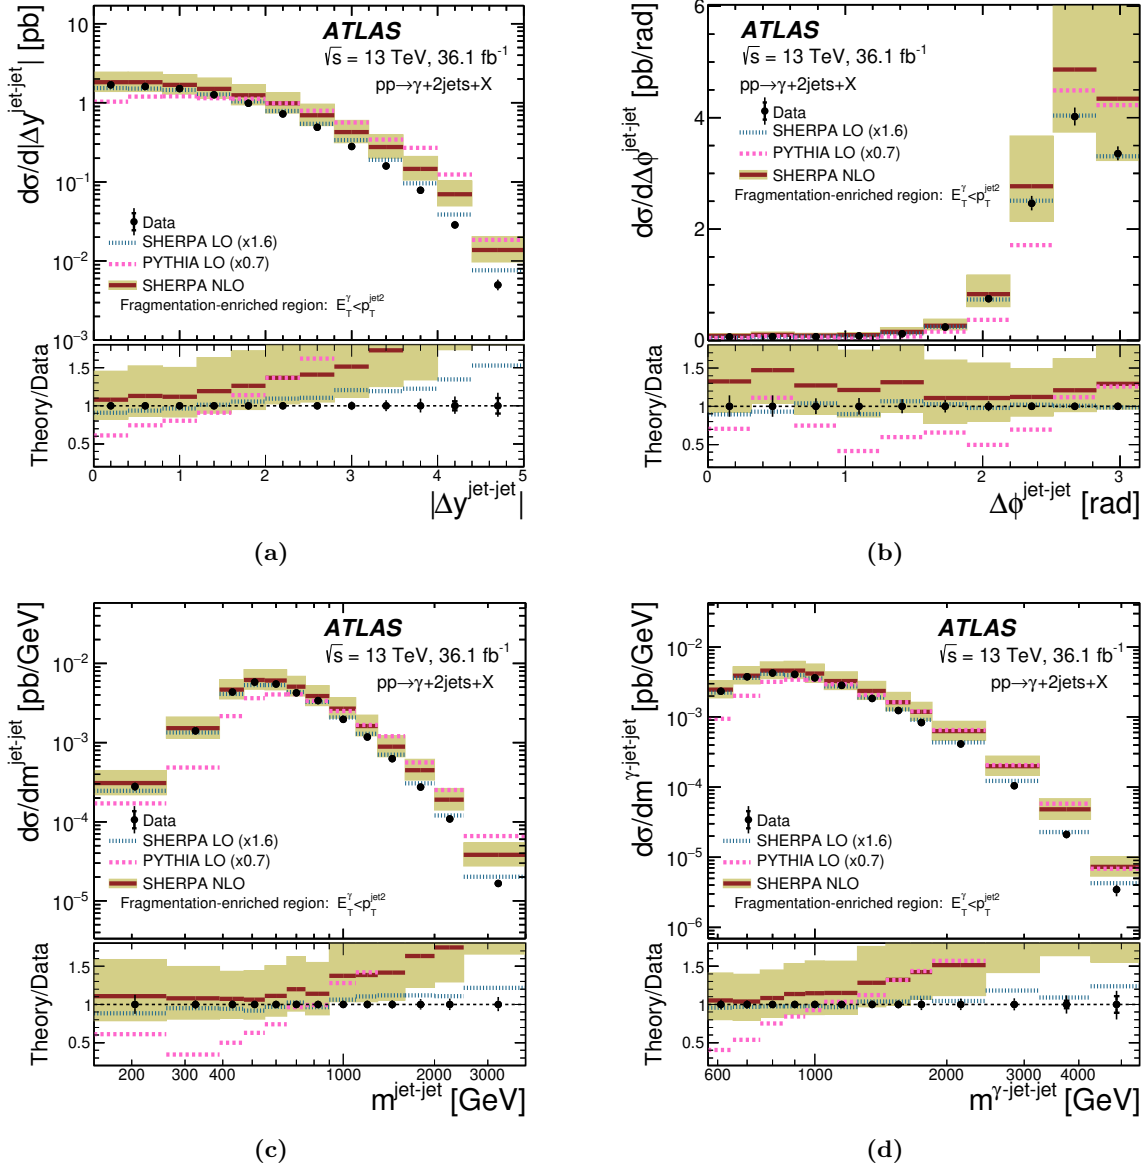 dσ/d|Δy^jet-jet| [pb]
ATLAS
√s = 13 TeV, 36.1 fb⁻¹
pp→γ+2jets+X
Data
SHERPA LO (x1.6)
PYTHIA LO (x0.7)
SHERPA NLO
Fragmentation-enriched region: E_T^γ<p_T^jet2
10
1
10⁻¹
10⁻²
10⁻³
Theory/Data
1.5
1
0.5
0 1 2 3 4 5
|Δy^jet-jet|
(a)
dσ/dΔφ^jet-jet [pb/rad]
ATLAS
√s = 13 TeV, 36.1 fb⁻¹
pp→γ+2jets+X
Data
SHERPA LO (x1.6)
PYTHIA LO (x0.7)
SHERPA NLO
Fragmentation-enriched region: E_T^γ<p_T^jet2
6
4
2
0
Theory/Data
1.5
1
0.5
0 1 2 3
Δφ^jet-jet [rad]
(b)
dσ/dm^jet-jet [pb/GeV]
ATLAS
√s = 13 TeV, 36.1 fb⁻¹
pp→γ+2jets+X
Data
SHERPA LO (x1.6)
PYTHIA LO (x0.7)
SHERPA NLO
Fragmentation-enriched region: E_T^γ<p_T^jet2
10⁻²
10⁻³
10⁻⁴
10⁻⁵
Theory/Data
1.5
1
0.5
200 300 400 1000 2000 3000
m^jet-jet [GeV]
(c)
dσ/dm^γ-jet-jet [pb/GeV]
ATLAS
√s = 13 TeV, 36.1 fb⁻¹
pp→γ+2jets+X
Data
SHERPA LO (x1.6)
PYTHIA LO (x0.7)
SHERPA NLO
Fragmentation-enriched region: E_T^γ<p_T^jet2
10⁻²
10⁻³
10⁻⁴
10⁻⁵
10⁻⁶
Theory/Data
1.5
1
0.5
600 1000 2000 3000 4000
m^γ-jet-jet [GeV]
(d)